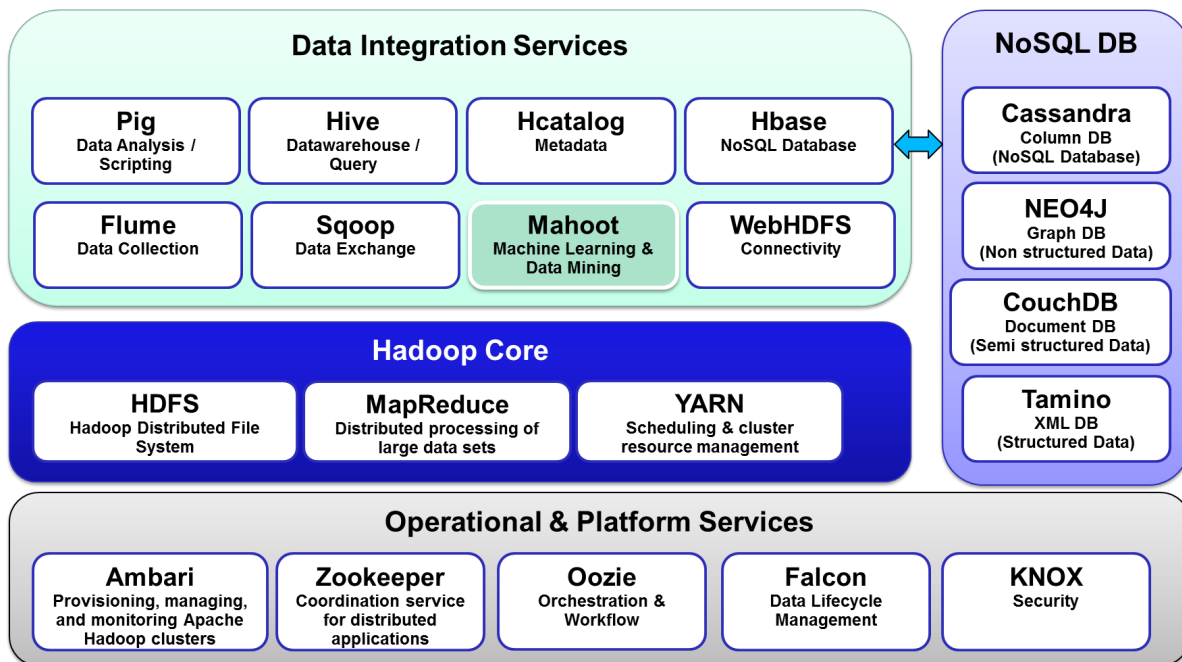 Data Integration Services
Pig
Data Analysis /
Scripting
Hive
Datawarehouse /
Query
Hcatalog
Metadata
Hbase
NoSQL Database
Flume
Data Collection
Sqoop
Data Exchange
Mahoot
Machine Learning &
Data Mining
WebHDFS
Connectivity
NoSQL DB
Cassandra
Column DB
(NoSQL Database)
NEO4J
Graph DB
(Non structured Data)
CouchDB
Document DB
(Semi structured Data)
Tamino
XML DB
(Structured Data)
Hadoop Core
HDFS
Hadoop Distributed File
System
MapReduce
Distributed processing of
large data sets
YARN
Scheduling & cluster
resource management
Operational & Platform Services
Ambari
Provisioning, managing,
and monitoring Apache
Hadoop clusters
Zookeeper
Coordination service
for distributed
applications
Oozie
Orchestration &
Workflow
Falcon
Data Lifecycle
Management
KNOX
Security